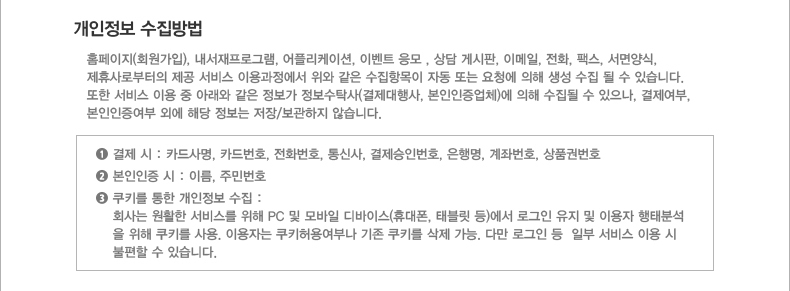 개인정보 수집방법
홈페이지(회원가입), 내서재프로그램, 어플리케이션, 이벤트 응모 , 상담 게시판, 이메일, 전화, 팩스, 서면양식,
제휴사로부터의 제공 서비스 이용과정에서 위와 같은 수집항목이 자동 또는 요청에 의해 생성 수집 될 수 있습니다.
또한 서비스 이용 중 아래와 같은 정보가 정보수탁사(결제대행사, 본인인증업체)에 의해 수집될 수 있으나, 결제여부,
본인인증여부 외에 해당 정보는 저장/보관하지 않습니다.
❶ 결제 시 : 카드사명, 카드번호, 전화번호, 통신사, 결제승인번호, 은행명, 계좌번호, 상품권번호
❷ 본인인증 시 : 이름, 주민번호
❸ 쿠키를 통한 개인정보 수집 :
회사는 원활한 서비스를 위해 PC 및 모바일 디바이스(휴대폰, 태블릿 등)에서 로그인 유지 및 이용자 행태분석
을 위해 쿠키를 사용. 이용자는 쿠키허용여부나 기존 쿠키를 삭제 가능. 다만 로그인 등 일부 서비스 이용 시
불편할 수 있습니다.